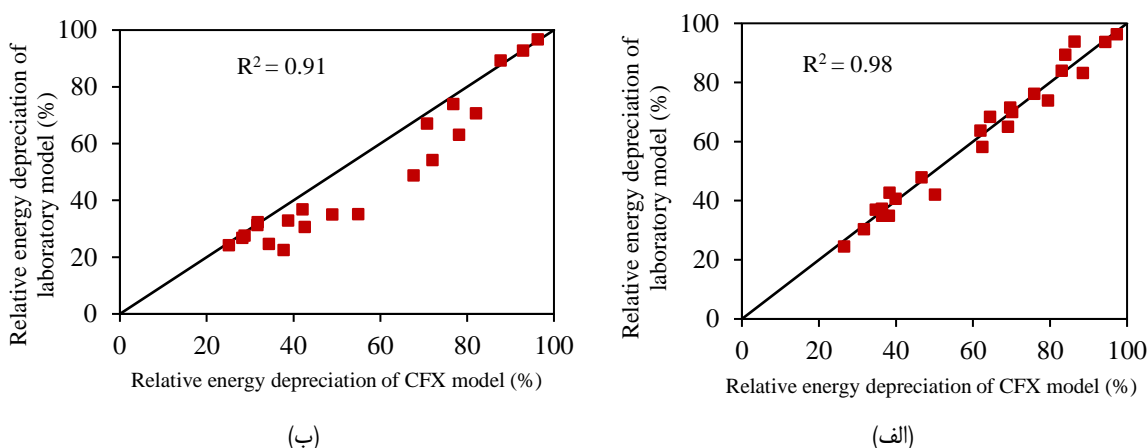 Relative energy depreciation of
laboratory model (%)
100
80
60
40
20
0
R² = 0.91
0 20 40 60 80 100
Relative energy depreciation of CFX model (%)
(ب)
Relative energy depreciation of
laboratory model (%)
100
80
60
40
20
0
R² = 0.98
0 20 40 60 80 100
Relative energy depreciation of CFX model (%)
(الف)